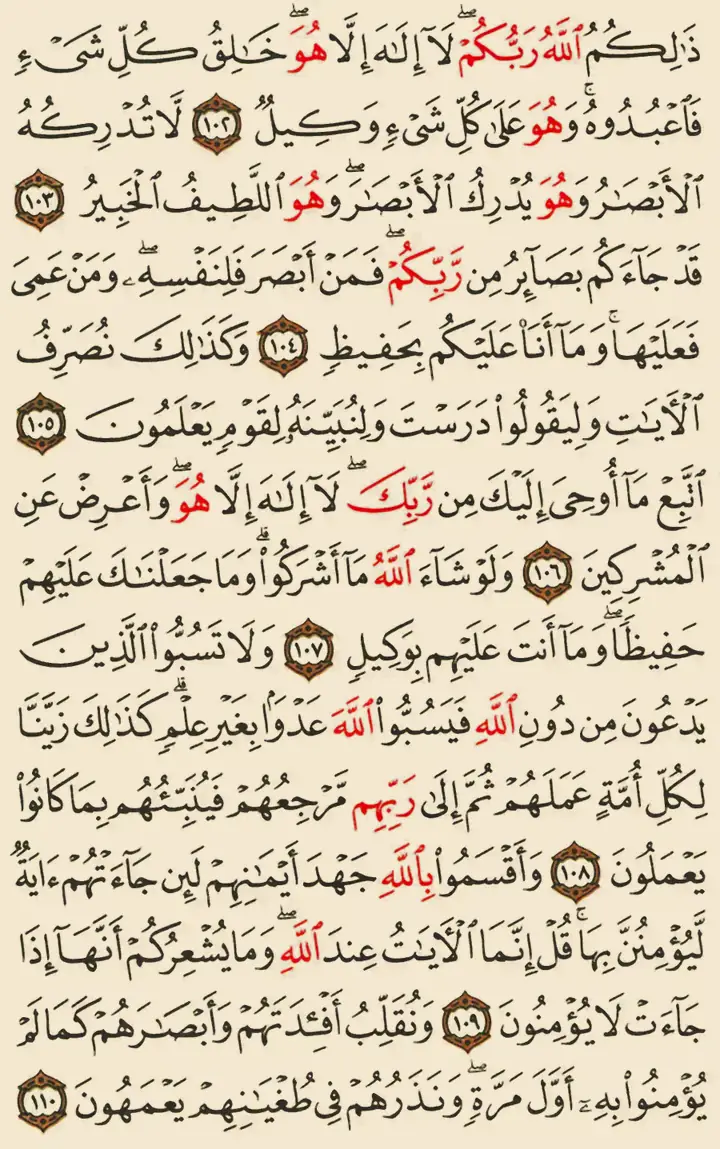 ذَٰلِكُمُ ٱللَّهُ رَبُّكُمْۖ لَآ إِلَٰهَ إِلَّا هُوَۖ خَٰلِقُ كُلِّ شَىْءٍ
فَٱعْبُدُوهُۚ وَهُوَ عَلَىٰ كُلِّ شَىْءٍ وَكِيلٌ ١٠٢ لَّا تُدْرِكُهُ
ٱلْأَبْصَٰرُ وَهُوَ يُدْرِكُ ٱلْأَبْصَٰرَۖ وَهُوَ ٱللَّطِيفُ ٱلْخَبِيرُ ١٠٣
قَدْ جَآءَكُم بَصَآئِرُ مِن رَّبِّكُمْۖ فَمَنْ أَبْصَرَ فَلِنَفْسِهِۦۖ وَمَنْ عَمِىَ
فَعَلَيْهَاۚ وَمَآ أَنَا۠ عَلَيْكُم بِحَفِيظٍ ١٠٤ وَكَذَٰلِكَ نُصَرِّفُ
ٱلْءَايَٰتِ وَلِيَقُولُوا۟ دَرَسْتَ وَلِنُبَيِّنَهُۥ لِقَوْمٍ يَعْلَمُونَ ١٠٥
ٱتَّبِعْ مَآ أُوحِىَ إِلَيْكَ مِن رَّبِّكَۖ لَآ إِلَٰهَ إِلَّا هُوَۖ وَأَعْرِضْ عَنِ
ٱلْمُشْرِكِينَ ١٠٦ وَلَوْ شَآءَ ٱللَّهُ مَآ أَشْرَكُوا۟ۗ وَمَا جَعَلْنَٰكَ عَلَيْهِمْ
حَفِيظًاۖ وَمَآ أَنتَ عَلَيْهِم بِوَكِيلٍ ١٠٧ وَلَا تَسُبُّوا۟ ٱلَّذِينَ
يَدْعُونَ مِن دُونِ ٱللَّهِ فَيَسُبُّوا۟ ٱللَّهَ عَدْوًۢا بِغَيْرِ عِلْمٍۗ كَذَٰلِكَ زَيَّنَّا
لِكُلِّ أُمَّةٍ عَمَلَهُمْ ثُمَّ إِلَىٰ رَبِّهِم مَّرْجِعُهُمْ فَيُنَبِّئُهُم بِمَا كَانُوا۟
يَعْمَلُونَ ١٠٨ وَأَقْسَمُوا۟ بِٱللَّهِ جَهْدَ أَيْمَٰنِهِمْ لَئِن جَآءَتْهُمْ ءَايَةٌ
لَّيُؤْمِنُنَّ بِهَاۚ قُلْ إِنَّمَا ٱلْءَايَٰتُ عِندَ ٱللَّهِۖ وَمَا يُشْعِرُكُمْ أَنَّهَآ إِذَا
جَآءَتْ لَا يُؤْمِنُونَ ١٠٩ وَنُقَلِّبُ أَفْـِٔدَتَهُمْ وَأَبْصَٰرَهُمْ كَمَا لَمْ
يُؤْمِنُوا۟ بِهِۦٓ أَوَّلَ مَرَّةٍۖ وَنَذَرُهُمْ فِى طُغْيَٰنِهِمْ يَعْمَهُونَ ١١٠